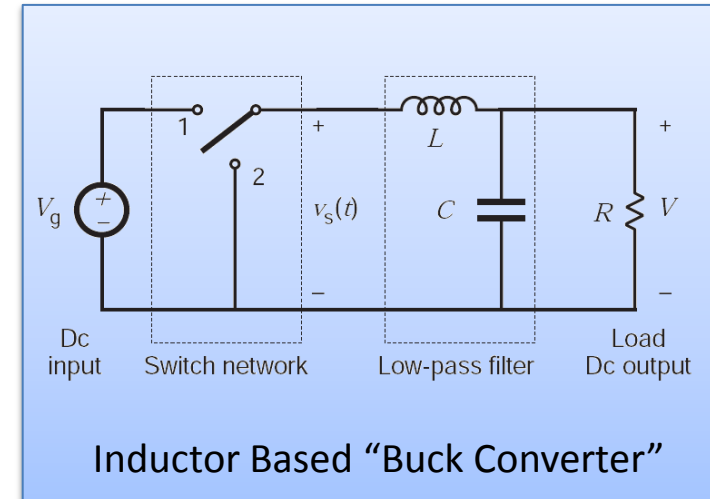 1
+
L
+
2
V_g
+
–
v_s(t)
C
R
V
–
–
Dc
input
Switch network
Low-pass filter
Load
Dc output
Inductor Based “Buck Converter”